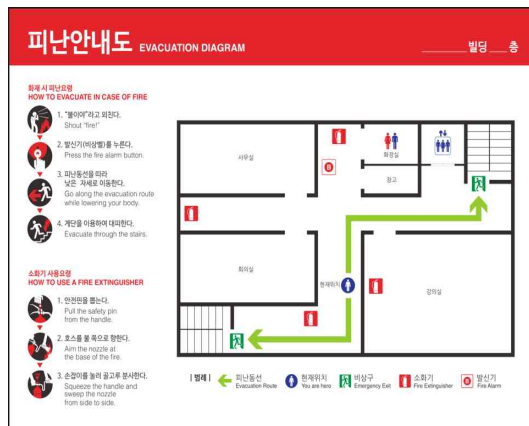 피난안내도 EVACUATION DIAGRAM
빌딩 층
화재 시 피난요령
HOW TO EVACUATE IN CASE OF FIRE
1. "불이야"라고 외친다.
Shout "fire!"
2. 발신기(비상벨)를 누른다.
Press the fire alarm button.
3. 피난동선을 따라
낮은 자세로 이동한다.
Go along the evacuation route
while lowering your body.
4. 계단을 이용하여 대피한다.
Evacuate through the stairs.
소화기 사용요령
HOW TO USE A FIRE EXTINGUISHER
1. 안전핀을 뽑는다.
Pull the safety pin
from the handle.
2. 호스를 불 쪽으로 향한다.
Aim the nozzle at
the base of the fire.
3. 손잡이를 눌러 골고루 분사한다.
Squeeze the handle and
sweep the nozzle
from side to side.
사무실
화장실
창고
회의실
현재위치
강의실
| 범례 |
피난동선
Evacuation Route
현재위치
You are here
비상구
Emergency Exit
소화기
Fire Extinguisher
발신기
Fire Alarm